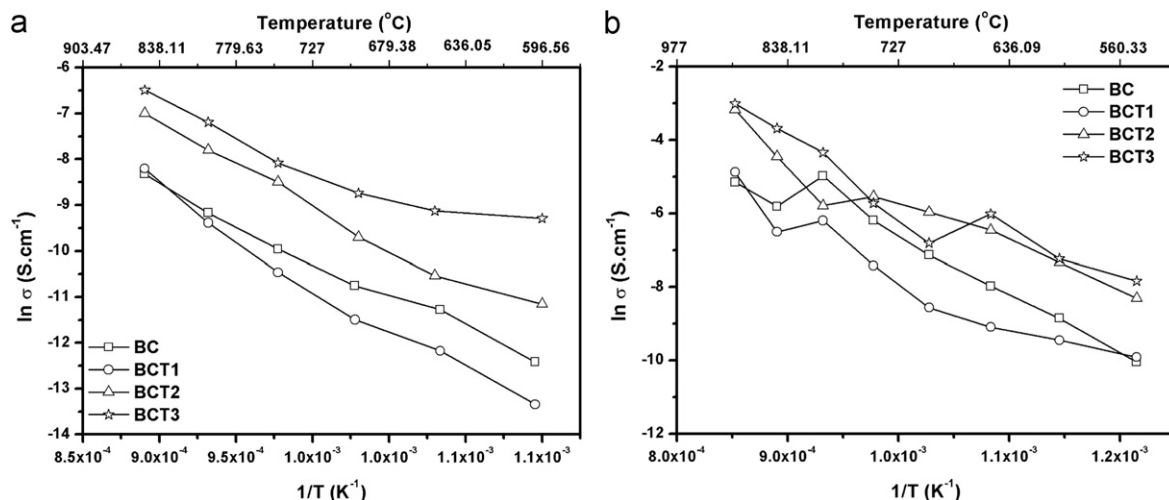 a
Temperature (°C)
903.47 838.11 779.63 727 679.38 636.05 596.56
-6
-7
-8
-9
-10
-11
-12
-13
-14
ln σ (S.cm⁻¹)
BC
BCT1
BCT2
BCT3
8.5x10⁻⁴ 9.0x10⁻⁴ 9.5x10⁻⁴ 1.0x10⁻³ 1.0x10⁻³ 1.1x10⁻³ 1.1x10⁻³
1/T (K⁻¹)
b
Temperature (°C)
977 838.11 727 636.09 560.33
-2
-4
-6
-8
-10
-12
ln σ (S.cm⁻¹)
BC
BCT1
BCT2
BCT3
8.0x10⁻⁴ 9.0x10⁻⁴ 1.0x10⁻³ 1.1x10⁻³ 1.2x10⁻³
1/T (K⁻¹)